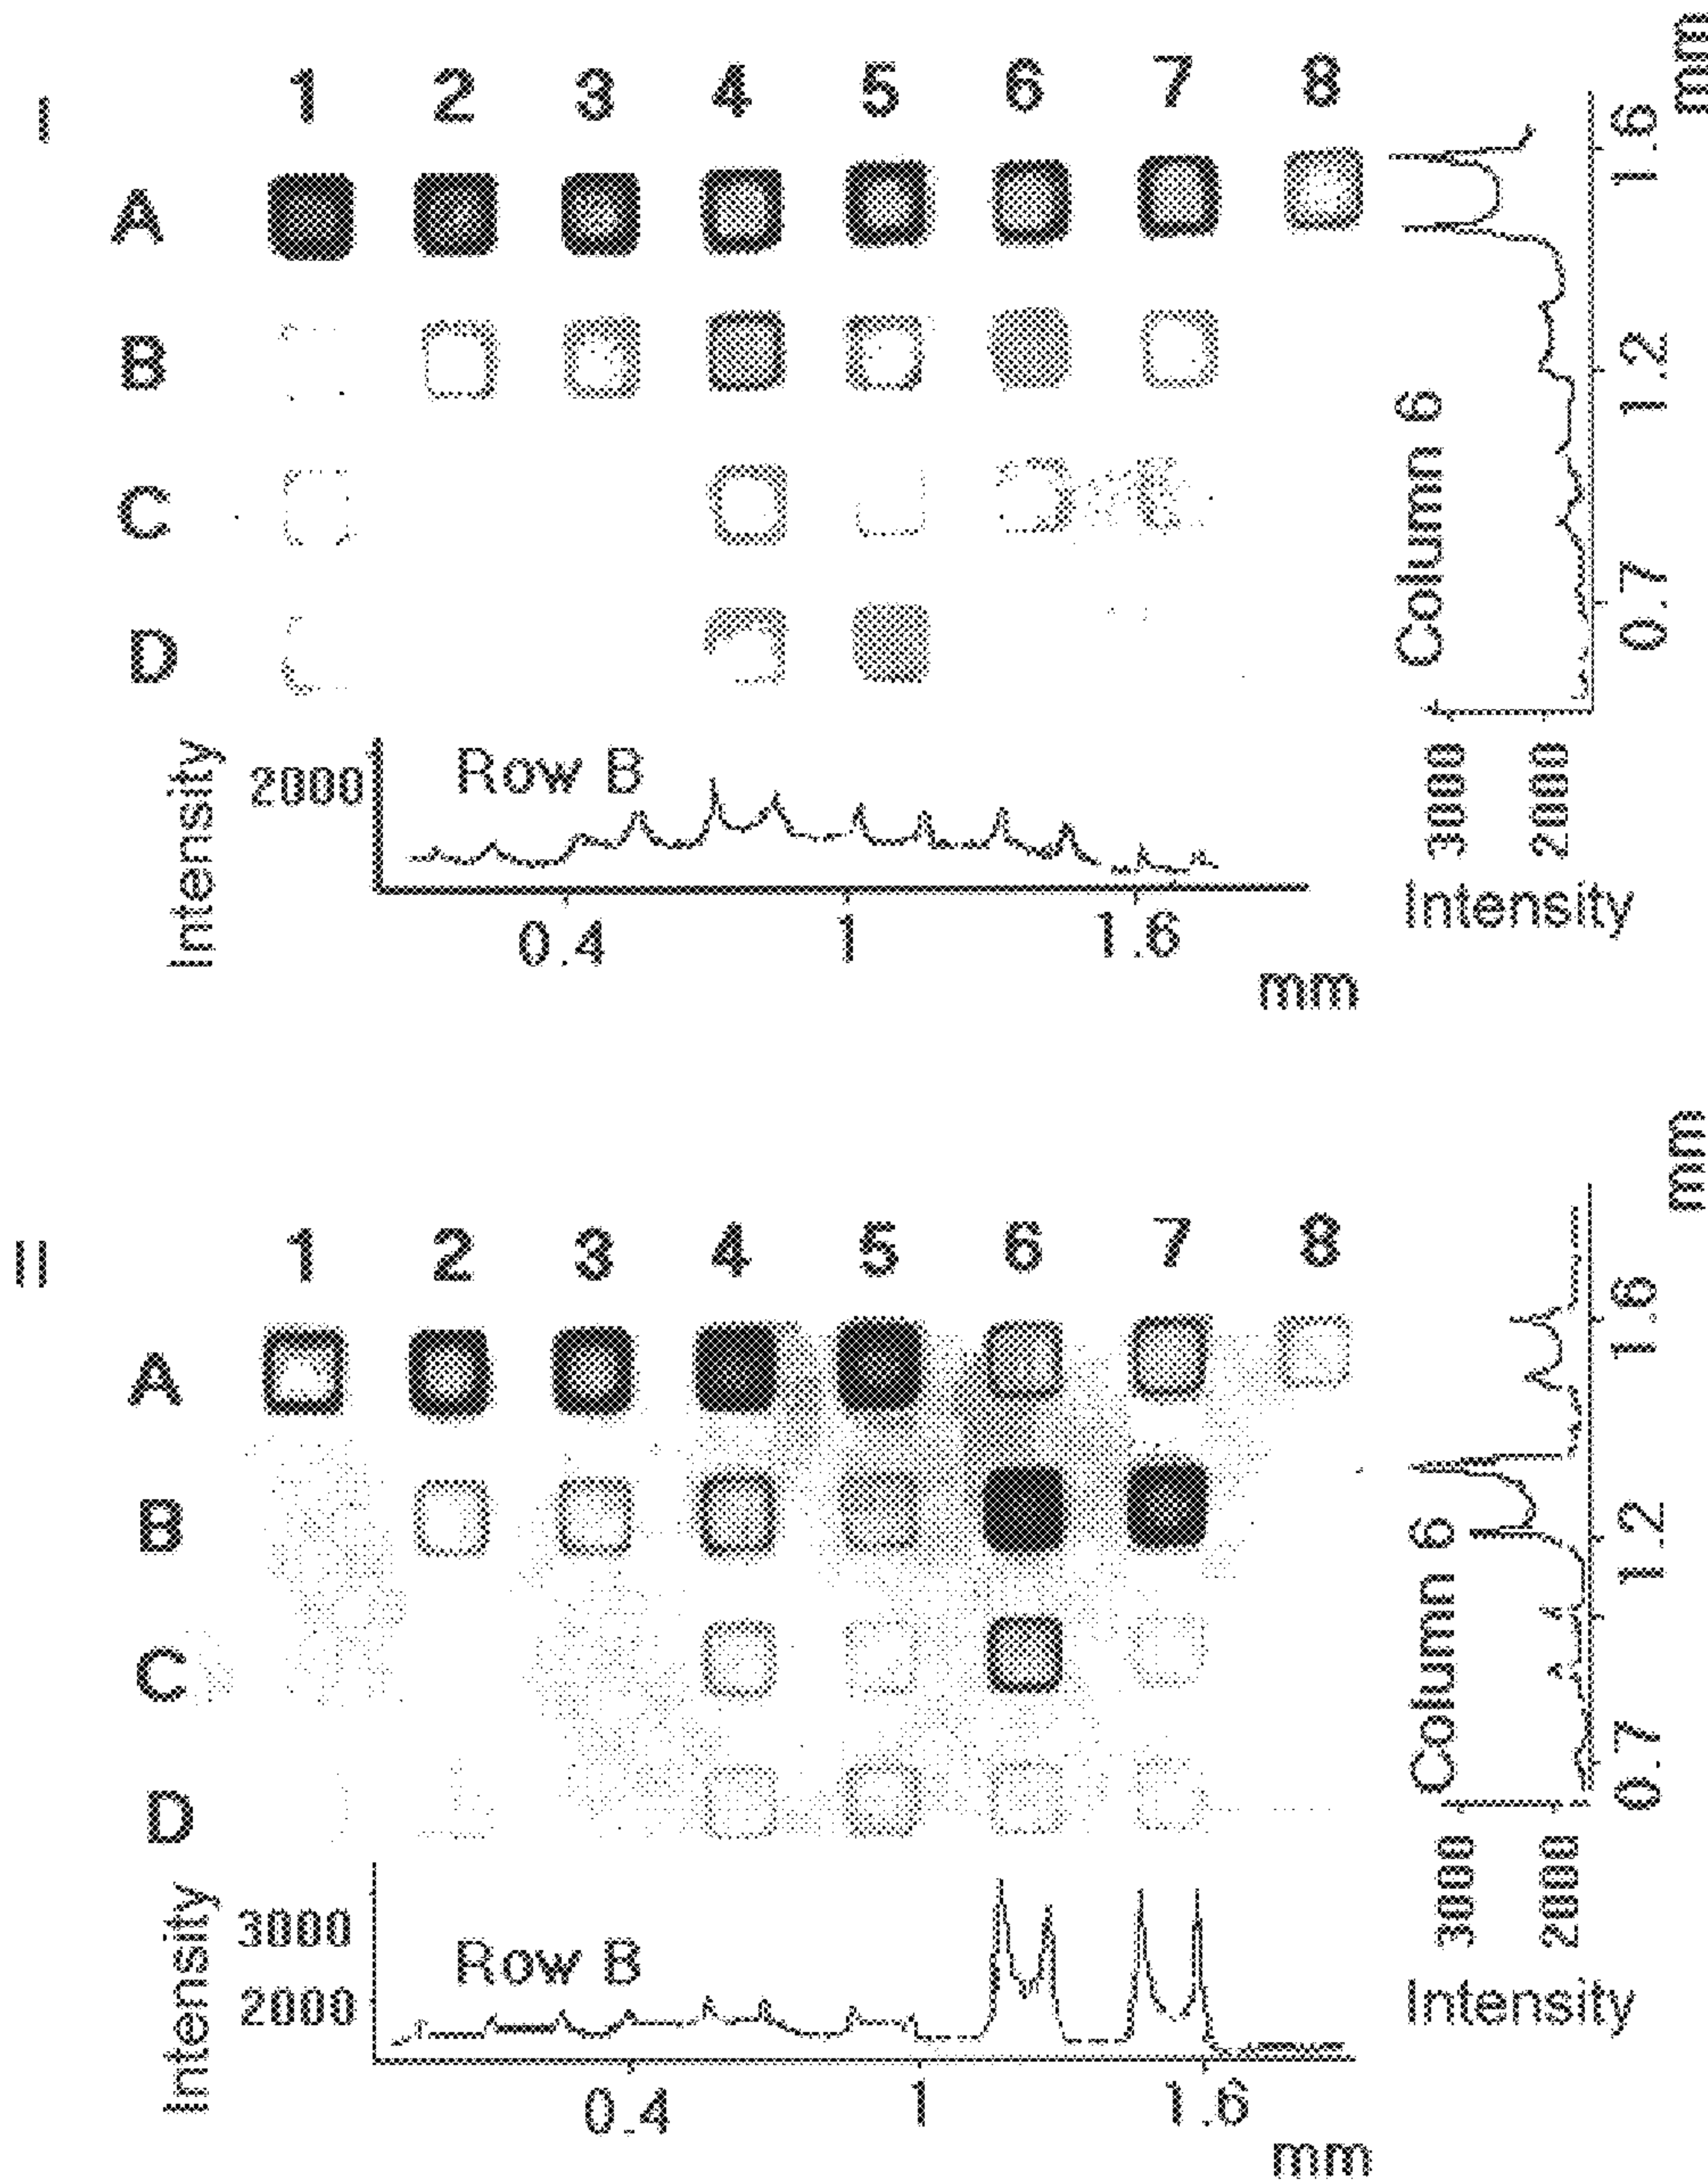 I
1 2 3 4 5 6 7 8
A
B
C
D
mm
1.6
1.2
0.7
Column 6
3000
2000
Intensity
Intensity
2000
Row B
0.4 1 1.6
mm
II
1 2 3 4 5 6 7 8
A
B
C
D
mm
1.6
1.2
0.7
Column 6
3000
2000
Intensity
Intensity
3000
2000
Row B
0.4 1 1.6
mm